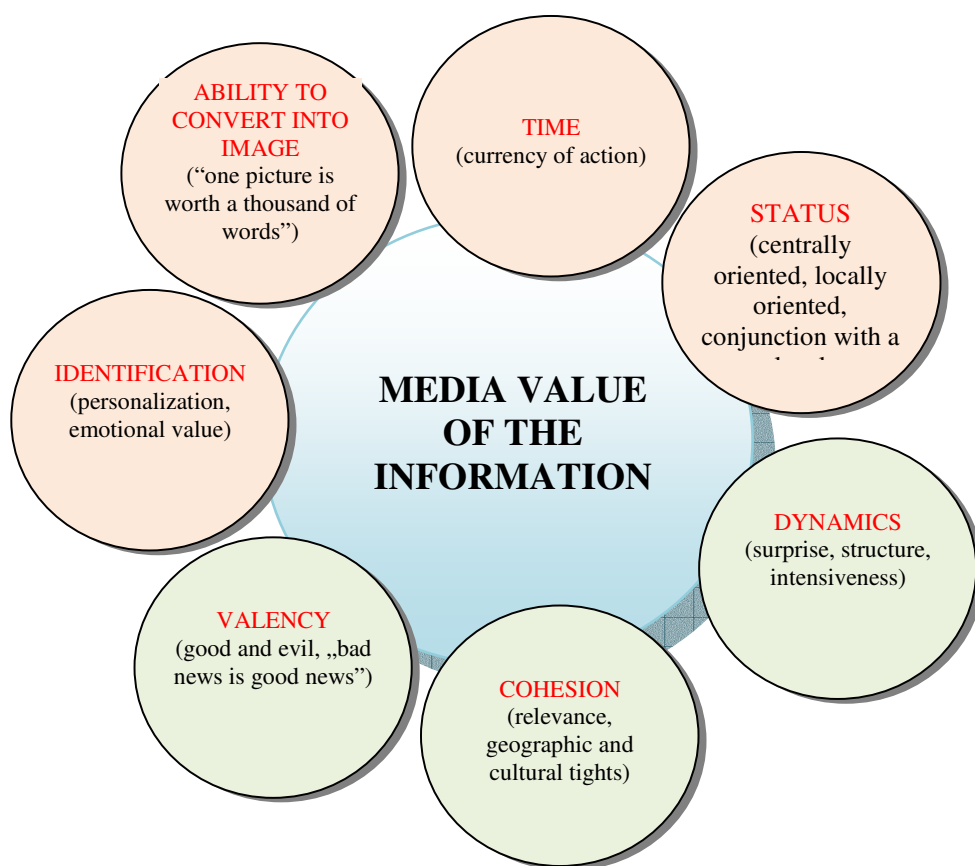 ABILITY TO
CONVERT INTO
IMAGE
(“one picture is
worth a thousand of
words”)
TIME
(currency of action)
STATUS
(centrally
oriented, locally
oriented,
conjunction with a
IDENTIFICATION
(personalization,
emotional value)
MEDIA VALUE
OF THE
INFORMATION
DYNAMICS
(surprise, structure,
intensiveness)
VALENCY
(good and evil, „bad
news is good news”)
COHESION
(relevance,
geographic and
cultural tights)